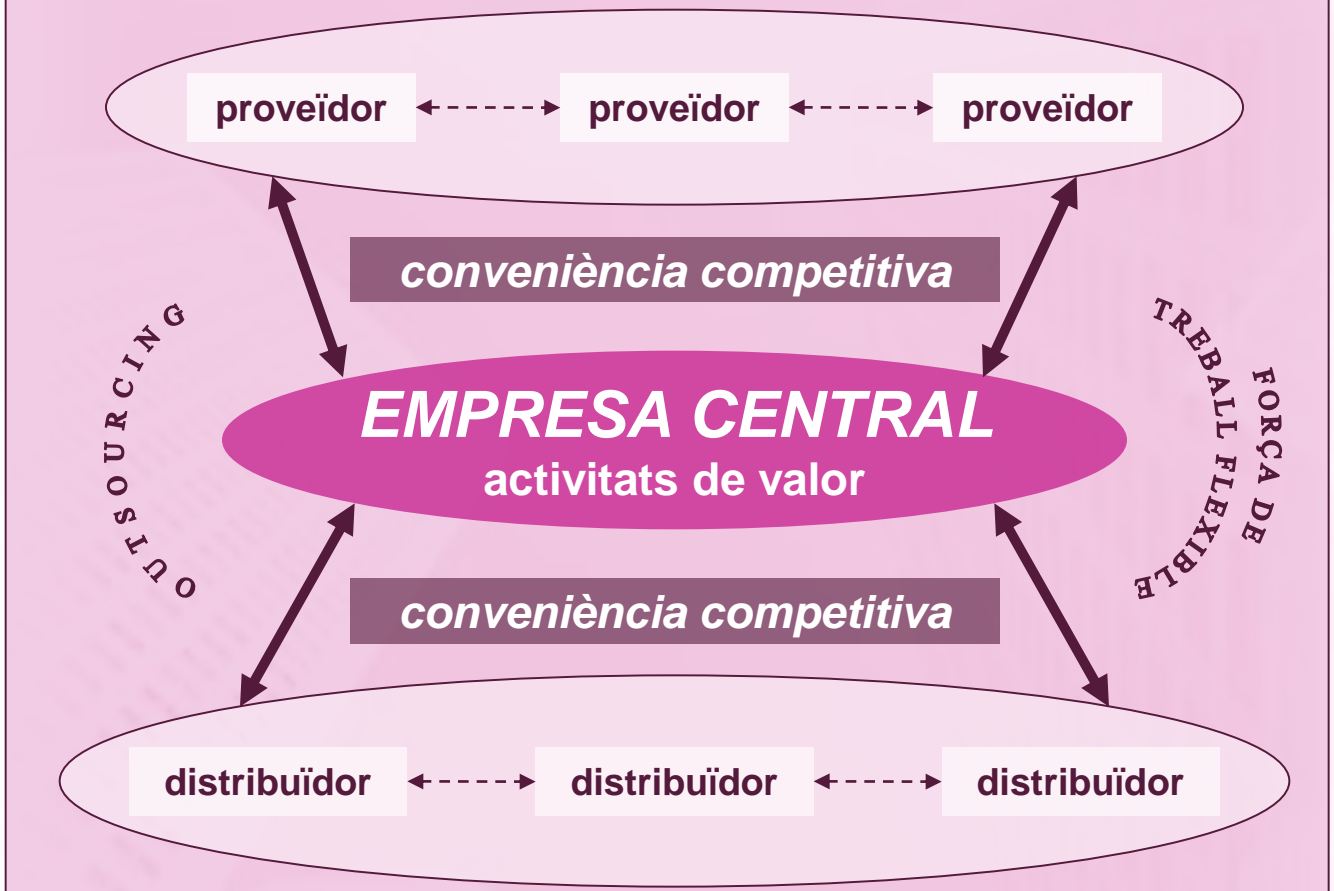 proveïdor proveïdor proveïdor
conveniència competitiva
OUTSOURCING
EMPRESA CENTRAL
activitats de valor
FORÇA DE
TREBALL FLEXIBLE
conveniència competitiva
distribuïdor distribuïdor distribuïdor